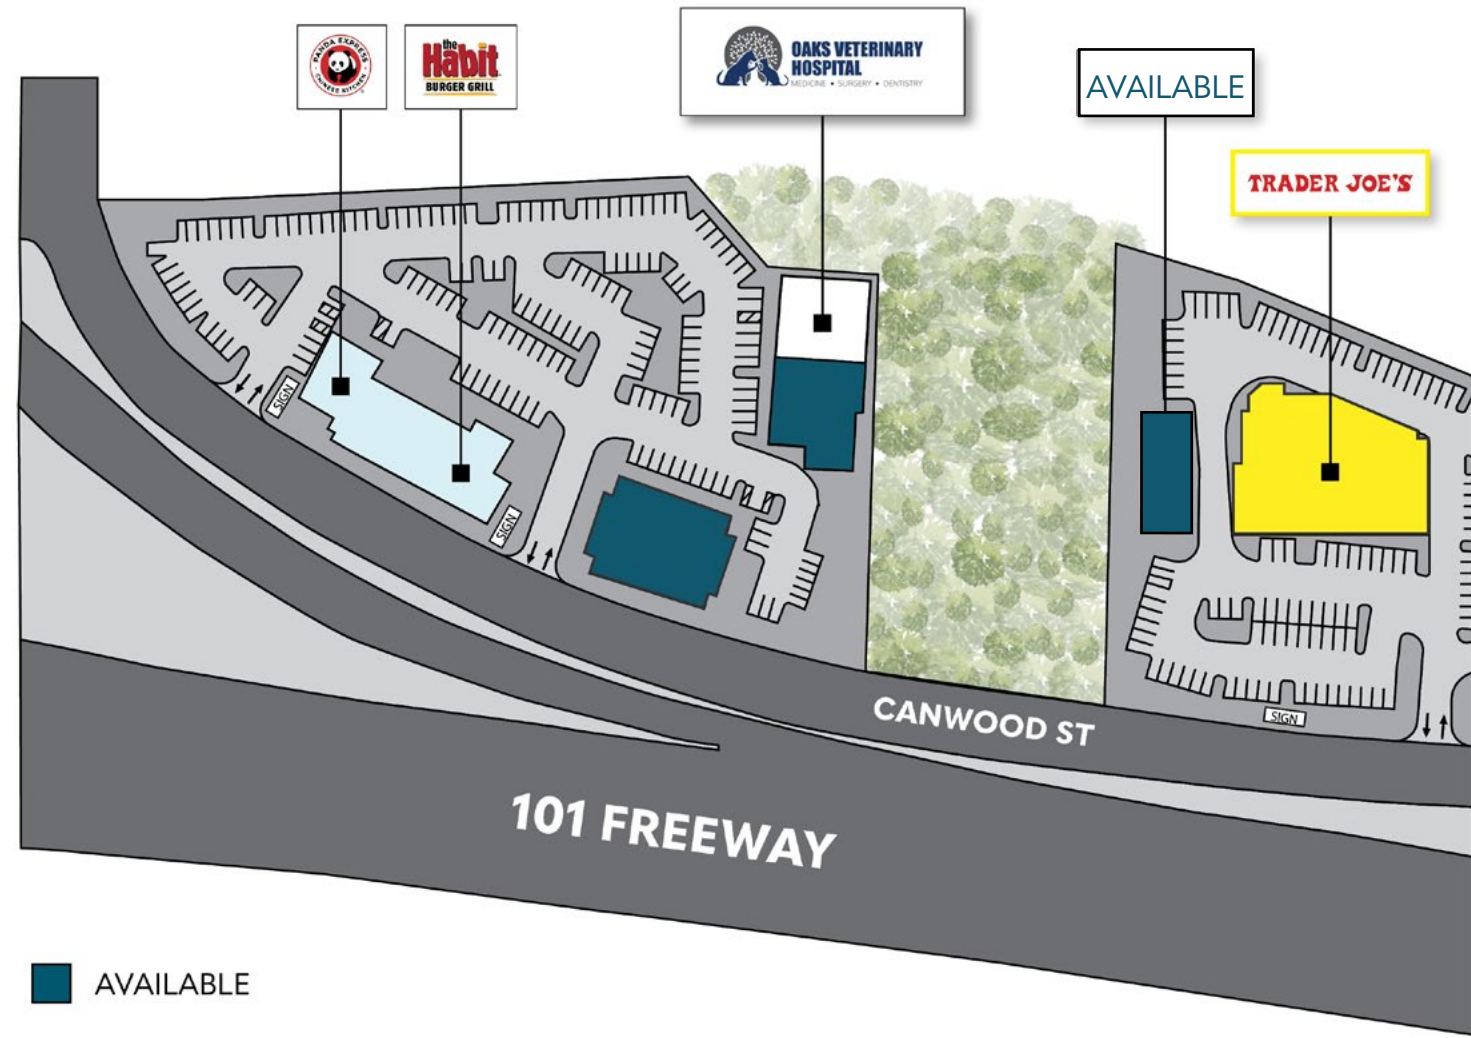 PANDA EXPRESS
CHINESE KITCHEN
the
Habit
BURGER GRILL
OAKS VETERINARY
HOSPITAL
MEDICINE • SURGERY • DENTISTRY
AVAILABLE
TRADER JOE'S
SIGN
SIGN
SIGN
CANWOOD ST
101 FREEWAY
AVAILABLE